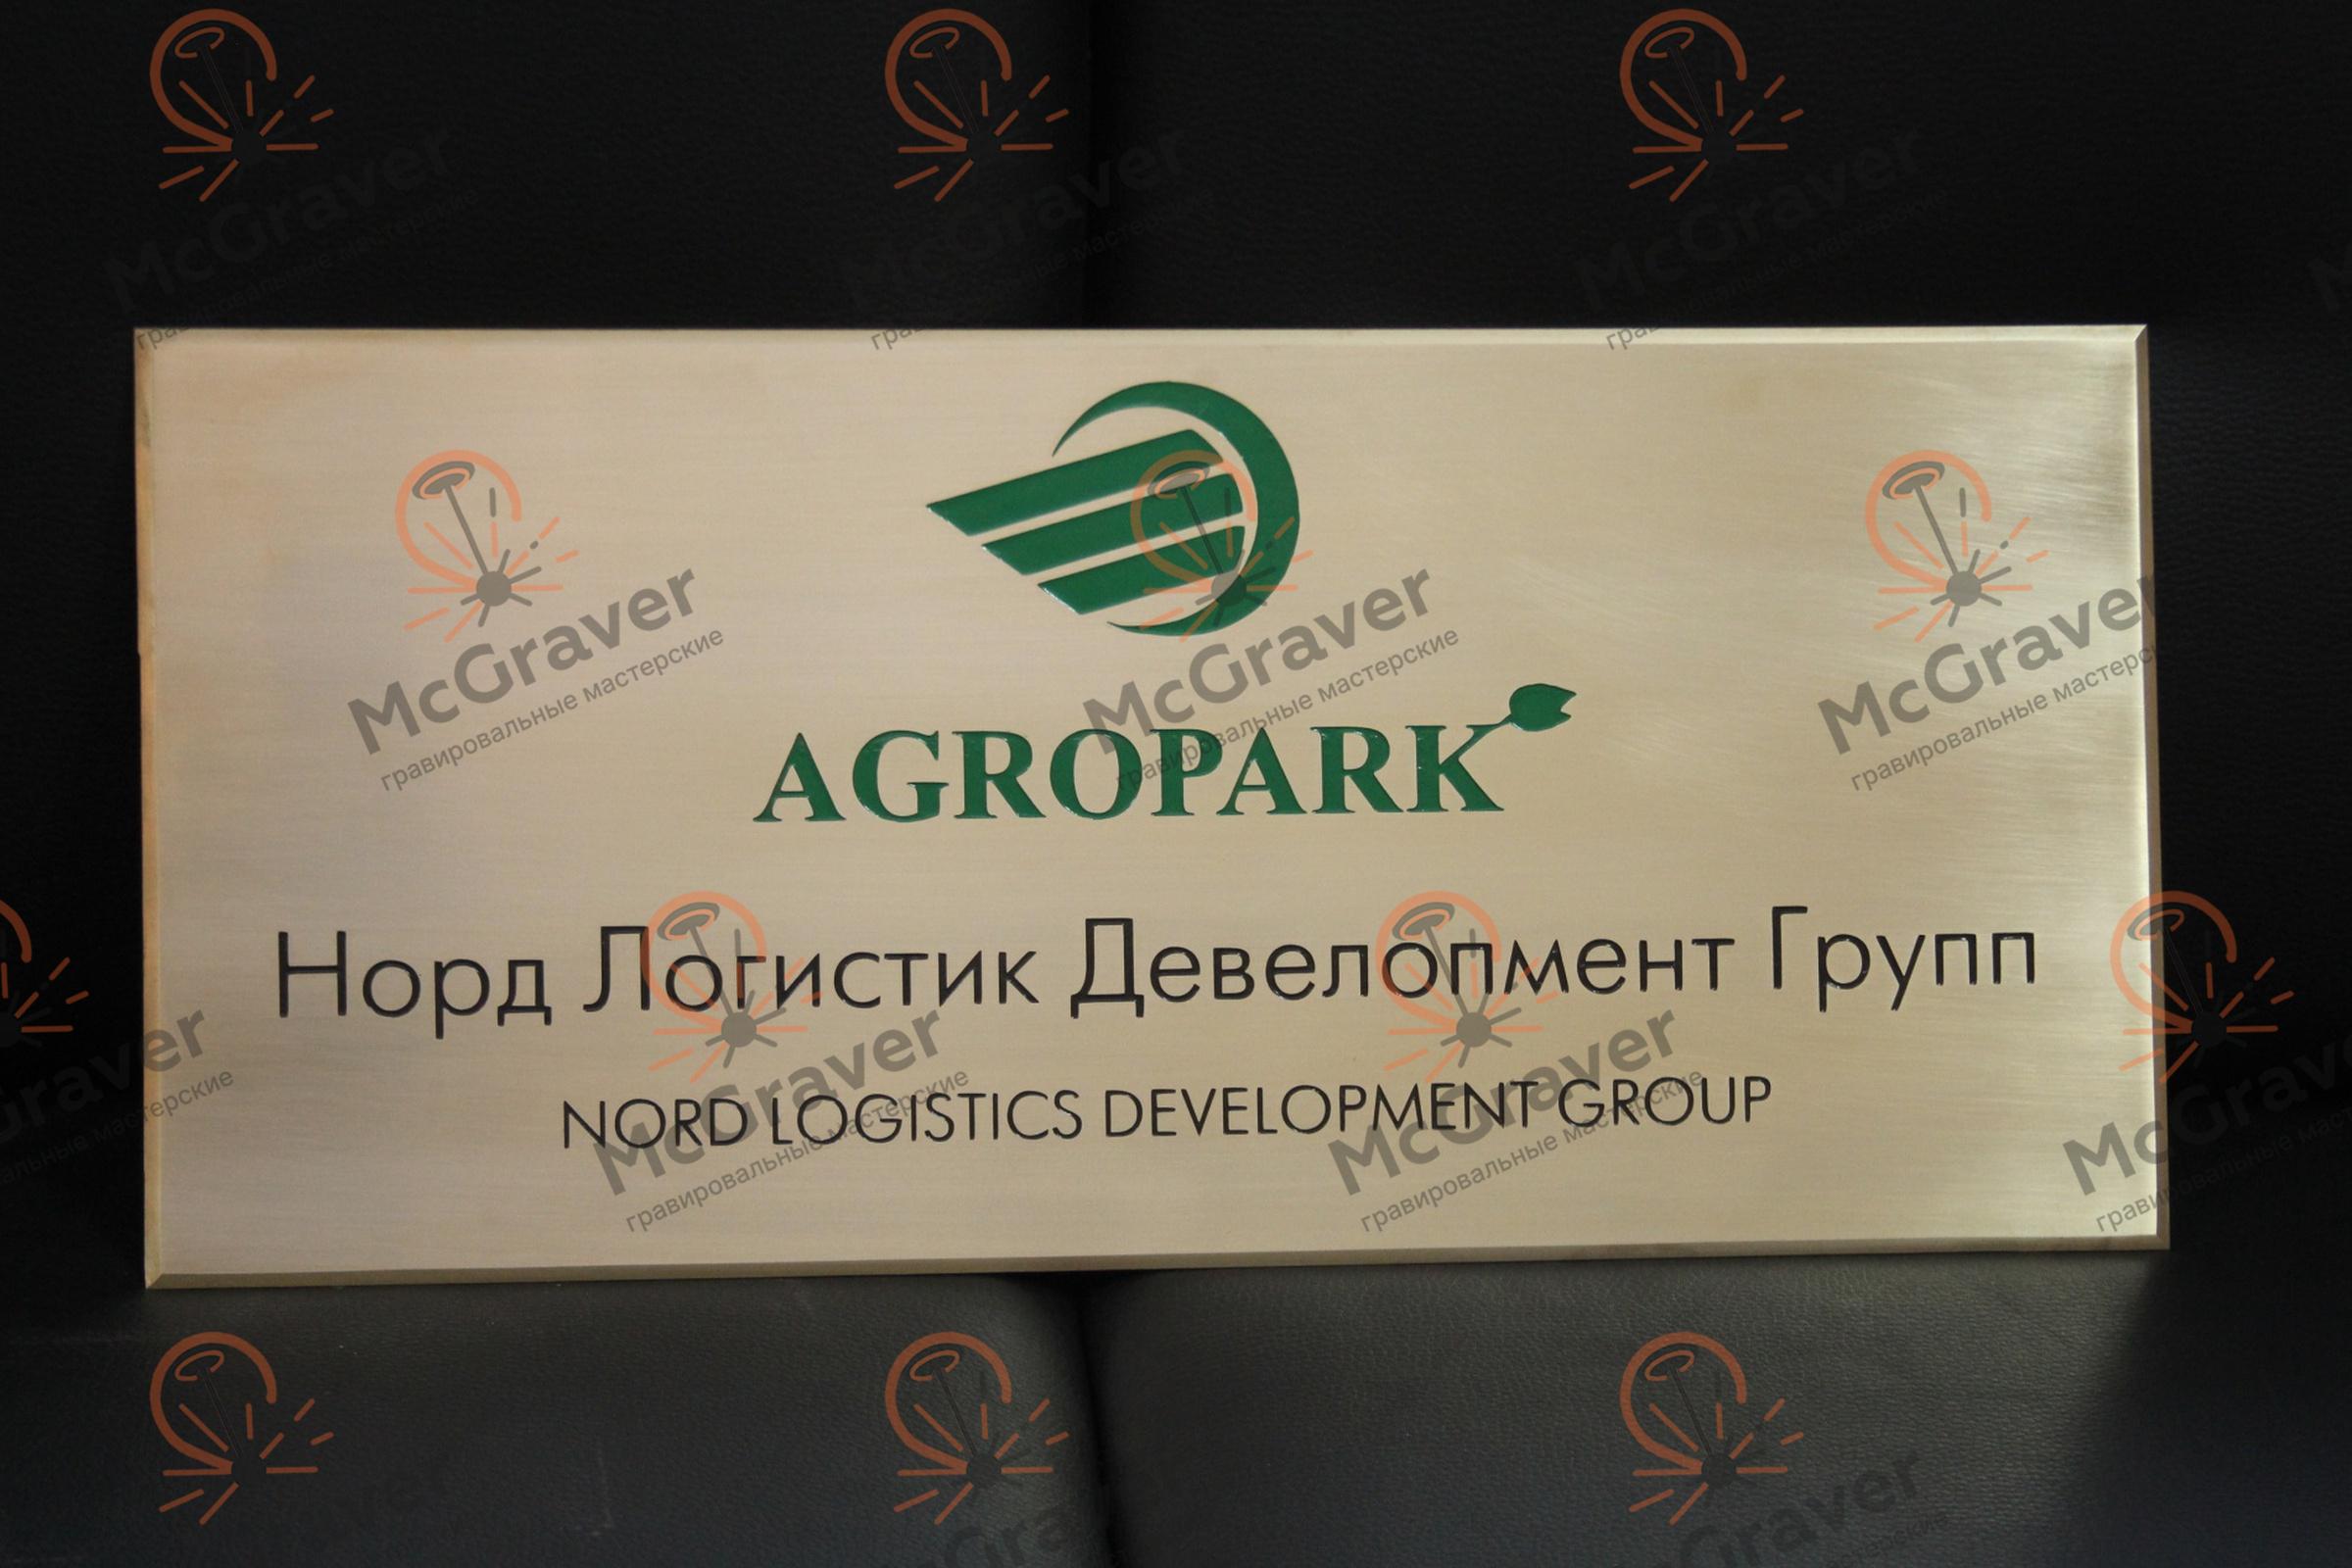 AGROPARK
Норд Логистик Девелопмент Групп
NORD LOGISTICS DEVELOPMENT GROUP
McGraver
гравировальные мастерские